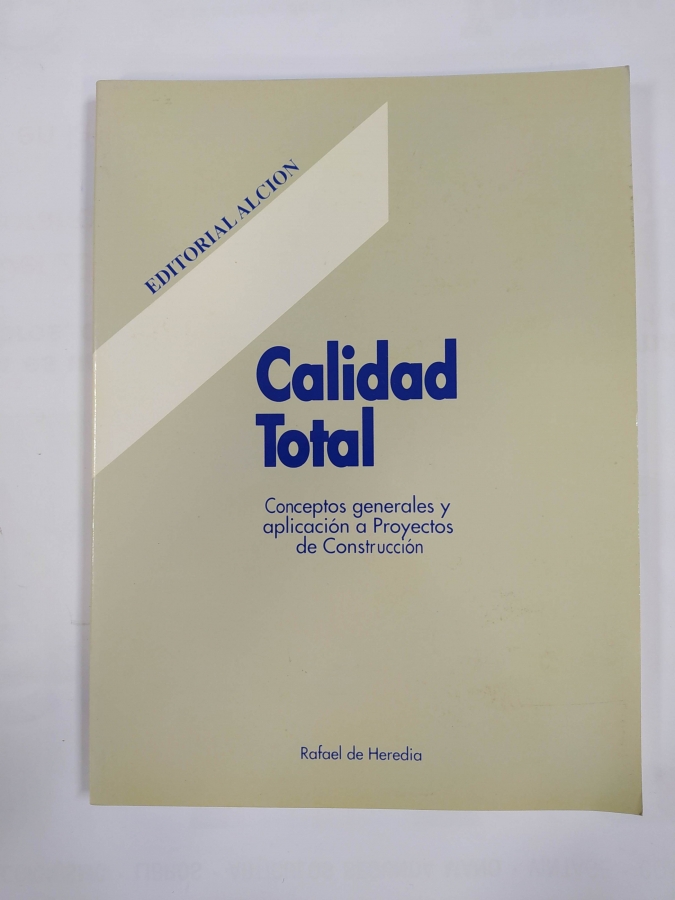 EDITORIAL ALCION
Calidad
Total
Conceptos generales y
aplicación a Proyectos
de Construcción
Rafael de Heredia